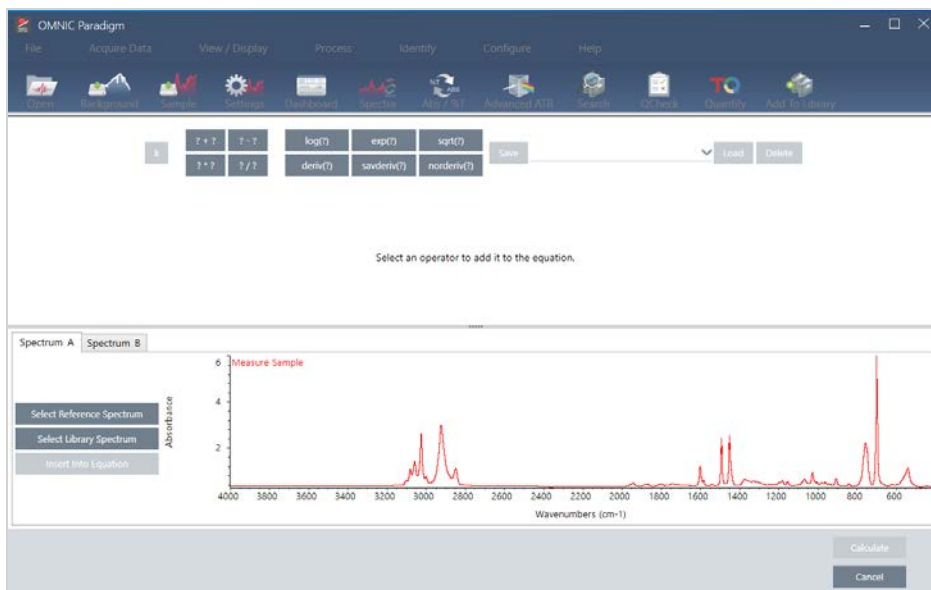 OMNIC Paradigm
File Acquire Data View / Display Process Identify Configure Help
Open Background Sample Settings Dashboard Spectra Abs / %T Advanced ATR Search QCheck Quantify Add To Library
%T ABS TQ
k ? + ? ? - ? log(?) exp(?) sqrt(?) Save Load Delete
? * ? ? / ? deriv(?) savderiv(?) norderiv(?)
Select an operator to add it to the equation.
Spectrum A Spectrum B
Measure Sample
Select Reference Spectrum
Select Library Spectrum
Insert Into Equation
Absorbance
6
4
2
4000 3800 3600 3400 3200 3000 2800 2600 2400 2200 2000 1800 1600 1400 1200 1000 800 600
Wavenumbers (cm-1)
Calculate
Cancel